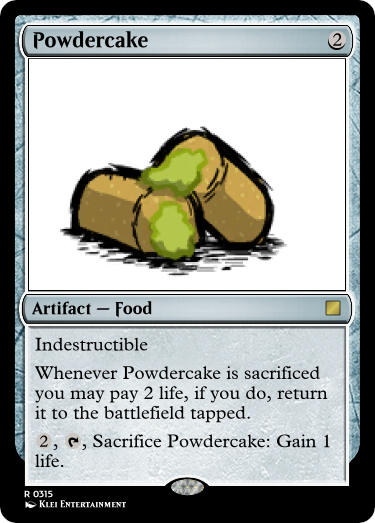 Powdercake 2
Artifact — Food
Indestructible
Whenever Powdercake is sacrificed
you may pay 2 life, if you do, return
it to the battlefield tapped.
2, , Sacrifice Powdercake: Gain 1
life.
R 0315
Klei Entertainment